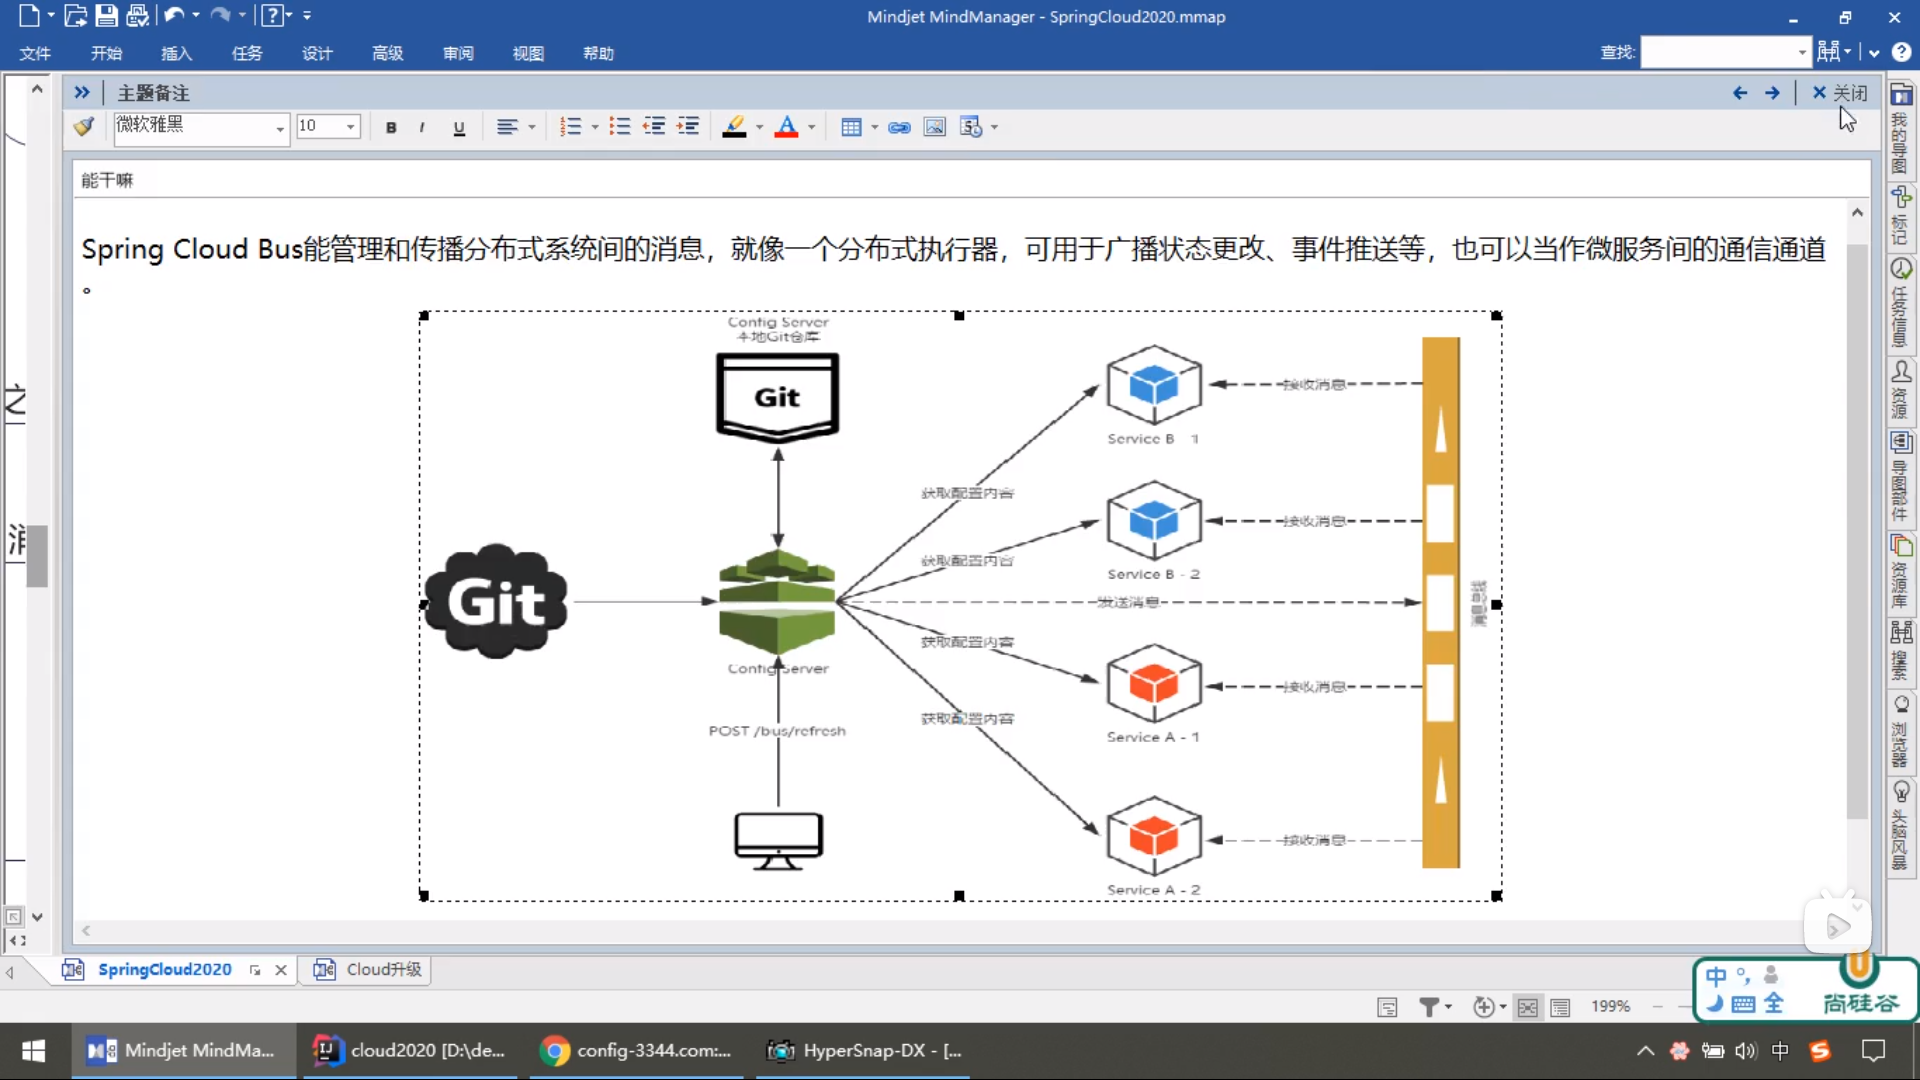 Mindjet MindManager - SpringCloud2020.mmap
文件 开始 插入 任务 设计 高级 审阅 视图 帮助 查找:
主题备注 关闭
微软雅黑 10 B I U
能干嘛
Spring Cloud Bus能管理和传播分布式系统间的消息，就像一个分布式执行器，可用于广播状态更改、事件推送等，也可以当作微服务间的通信通道
。
Config Server
本地Git仓库
Git
接收消息
Service B - 1
获取配置内容
接收消息
获取配置内容
Service B - 2
Git
发送消息
消息总线
获取配置内容
Config Server
接收消息
获取配置内容
POST /bus/refresh
Service A - 1
接收消息
Service A - 2
我的导图
标记
任务信息
资源
导图部件
资源库
搜索
浏览器
头脑风暴
SpringCloud2020 Cloud升级
199%
中 全
尚硅谷
Mindjet MindMa... cloud2020 [D:\de... config-3344.com:... HyperSnap-DX - [... 中